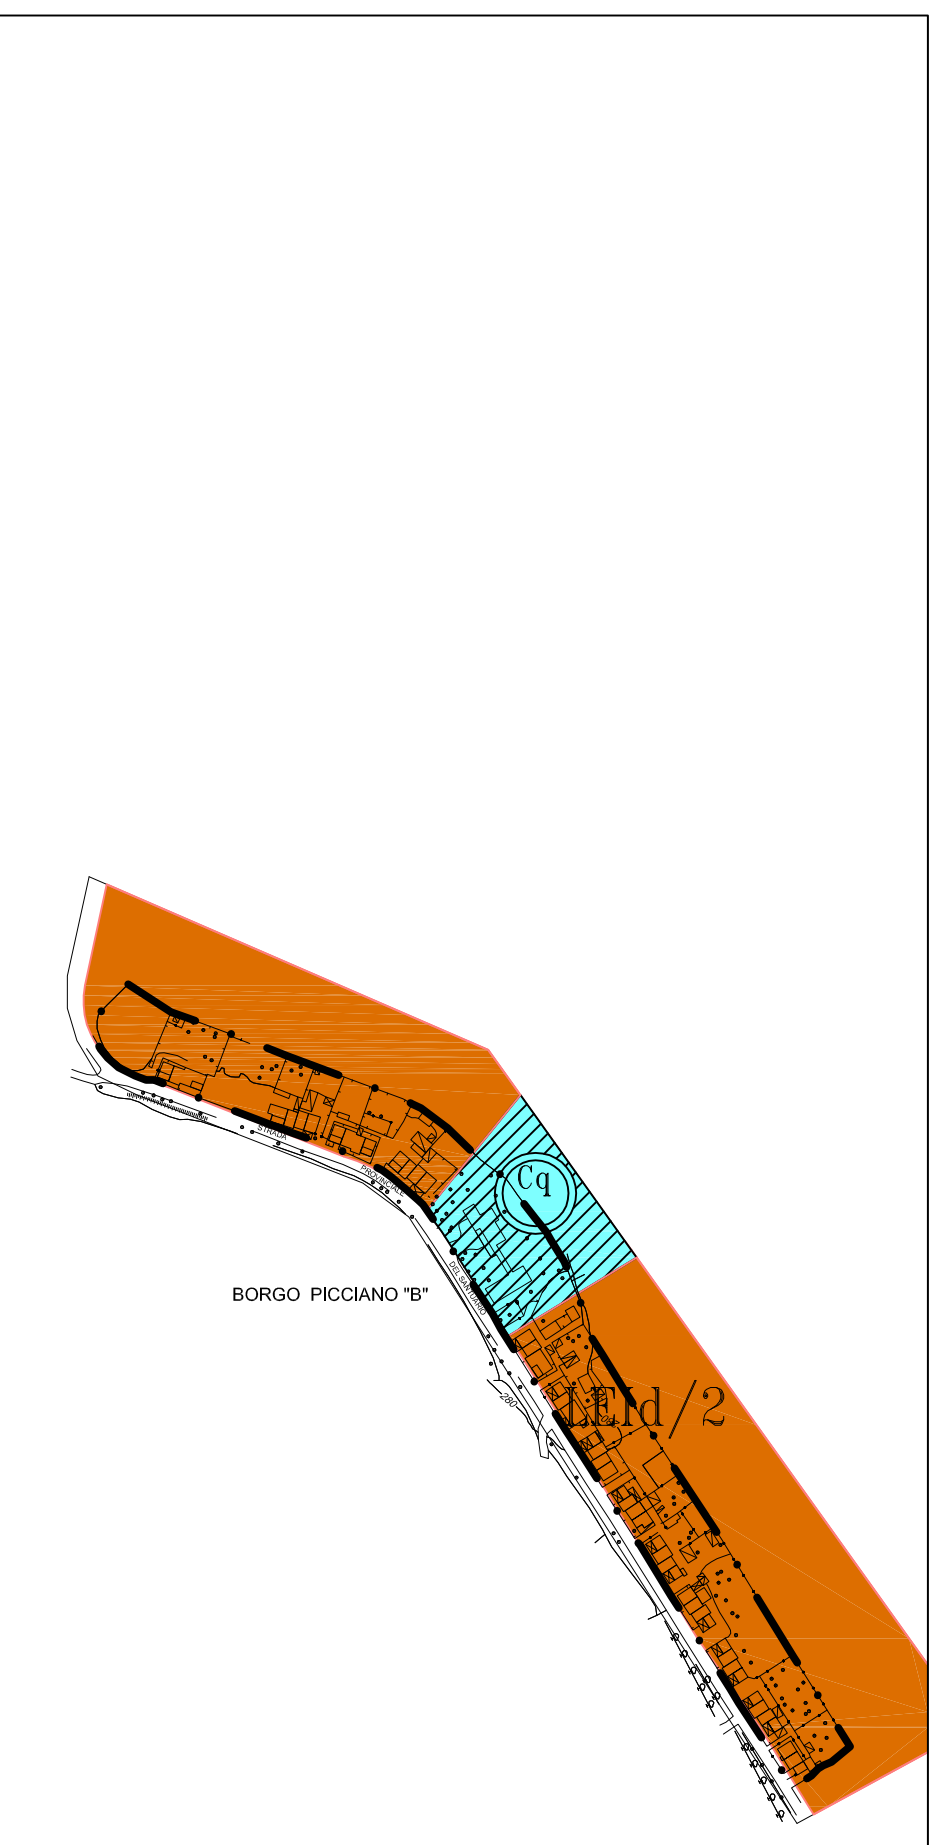 STRADA
PROVINCIALE
Cq
DEL SANTUARIO
BORGO PICCIANO "B"
LEId/2
280